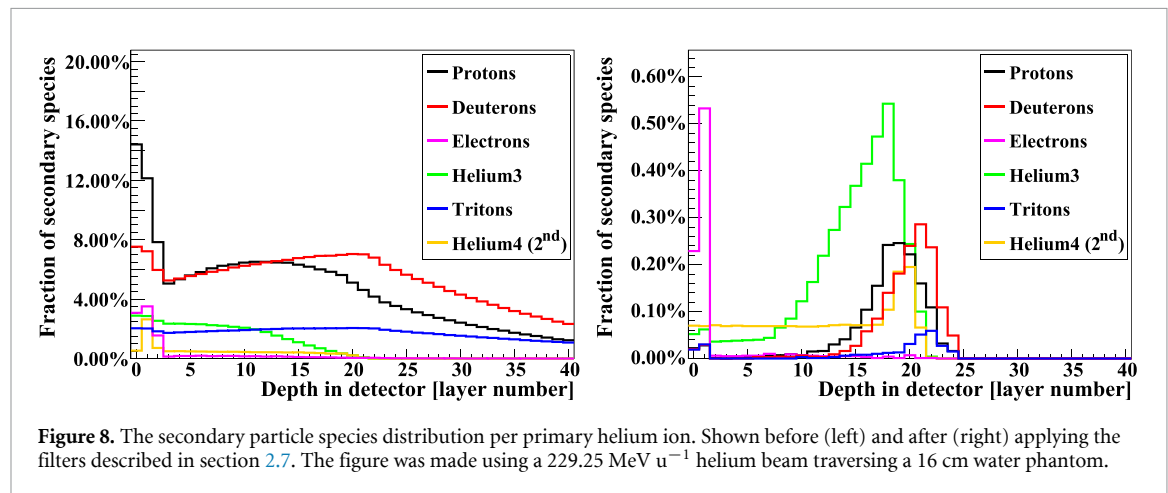 Fraction of secondary species
20.00%
16.00%
12.00%
8.00%
4.00%
0.00%
0 5 10 15 20 25 30 35 40
Depth in detector [layer number]
Protons
Deuterons
Electrons
Helium3
Tritons
Helium4 (2nd)
Fraction of secondary species
0.60%
0.50%
0.40%
0.30%
0.20%
0.10%
0.00%
0 5 10 15 20 25 30 35 40
Depth in detector [layer number]
Protons
Deuterons
Electrons
Helium3
Tritons
Helium4 (2nd)
Figure 8. The secondary particle species distribution per primary helium ion. Shown before (left) and after (right) applying the
filters described in section 2.7. The figure was made using a 229.25 MeV u−1 helium beam traversing a 16 cm water phantom.